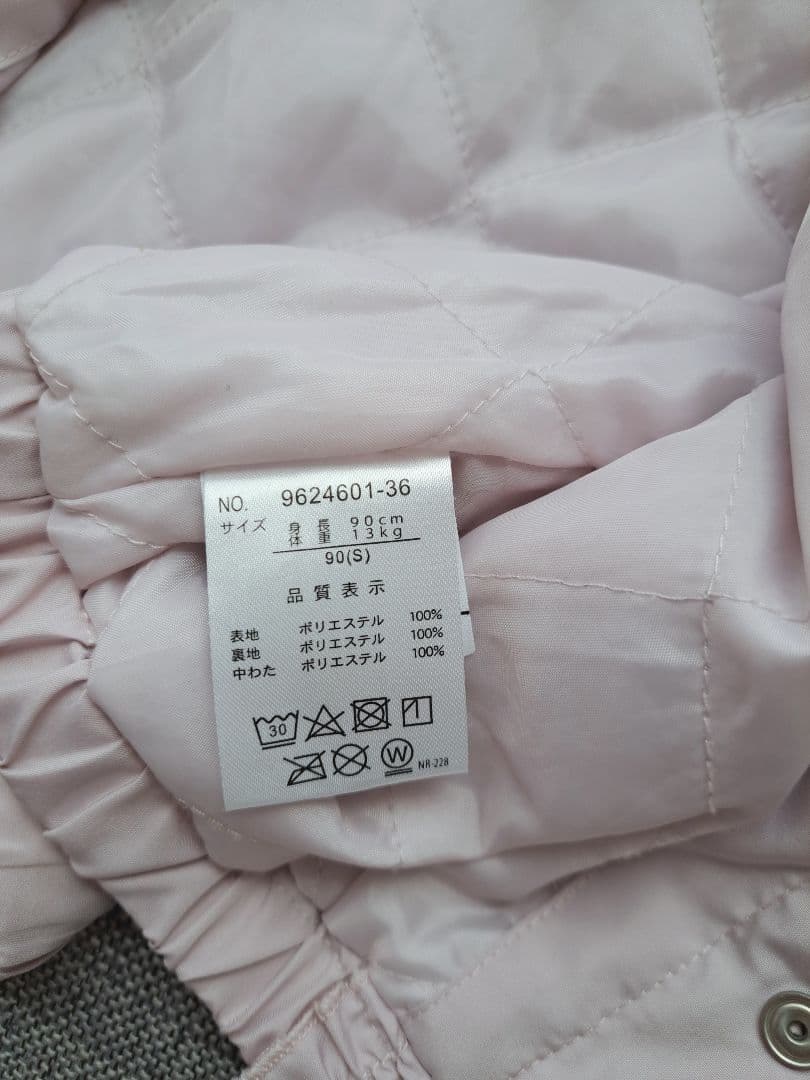 NO. 9624601-36
サイズ 身長 90cm
体重 13kg
90(S)
品質表示
表地 ポリエステル 100%
裏地 ポリエステル 100%
中わた ポリエステル 100%
30
W NR-228